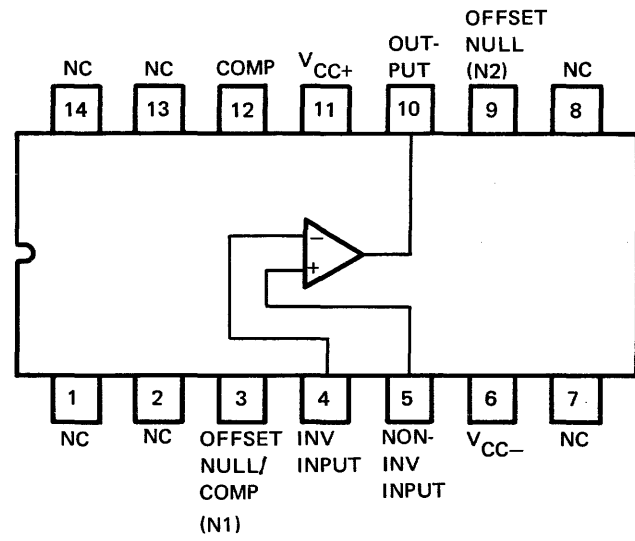 NC
NC
COMP
VCC+
OUT-
PUT
OFFSET
NULL
(N2)
NC
14
13
12
11
10
9
8
−
+
1
2
3
4
5
6
7
NC
NC
OFFSET
NULL/
COMP
(N1)
INV
INPUT
NON-
INV
INPUT
VCC−
NC